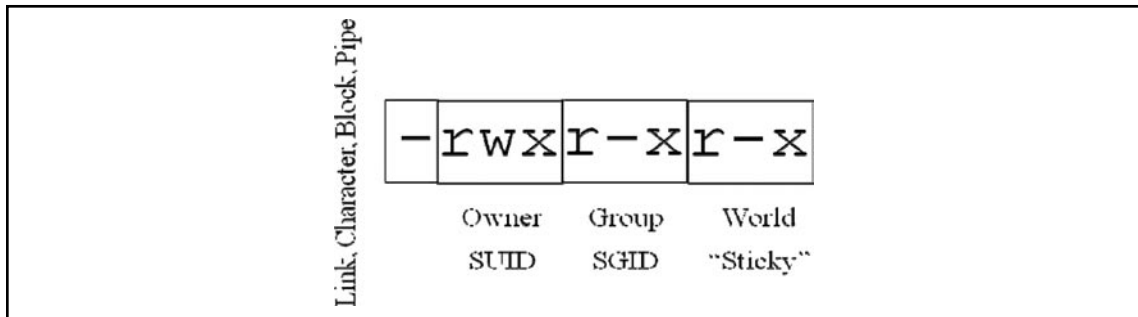 Link, Character, Block, Pipe
-rwxr-xr-x
Owner Group World
SUID SGID “Sticky“